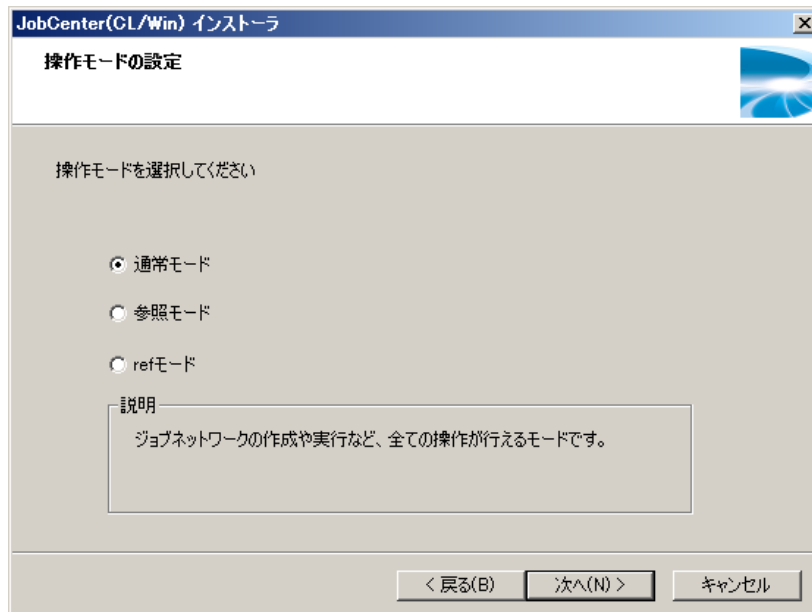 JobCenter(CL/Win) インストーラ
操作モードの設定
操作モードを選択してください
通常モード
参照モード
refモード
説明
ジョブネットワークの作成や実行など、全ての操作が行えるモードです。
< 戻る(B)
次へ(N) >
キャンセル